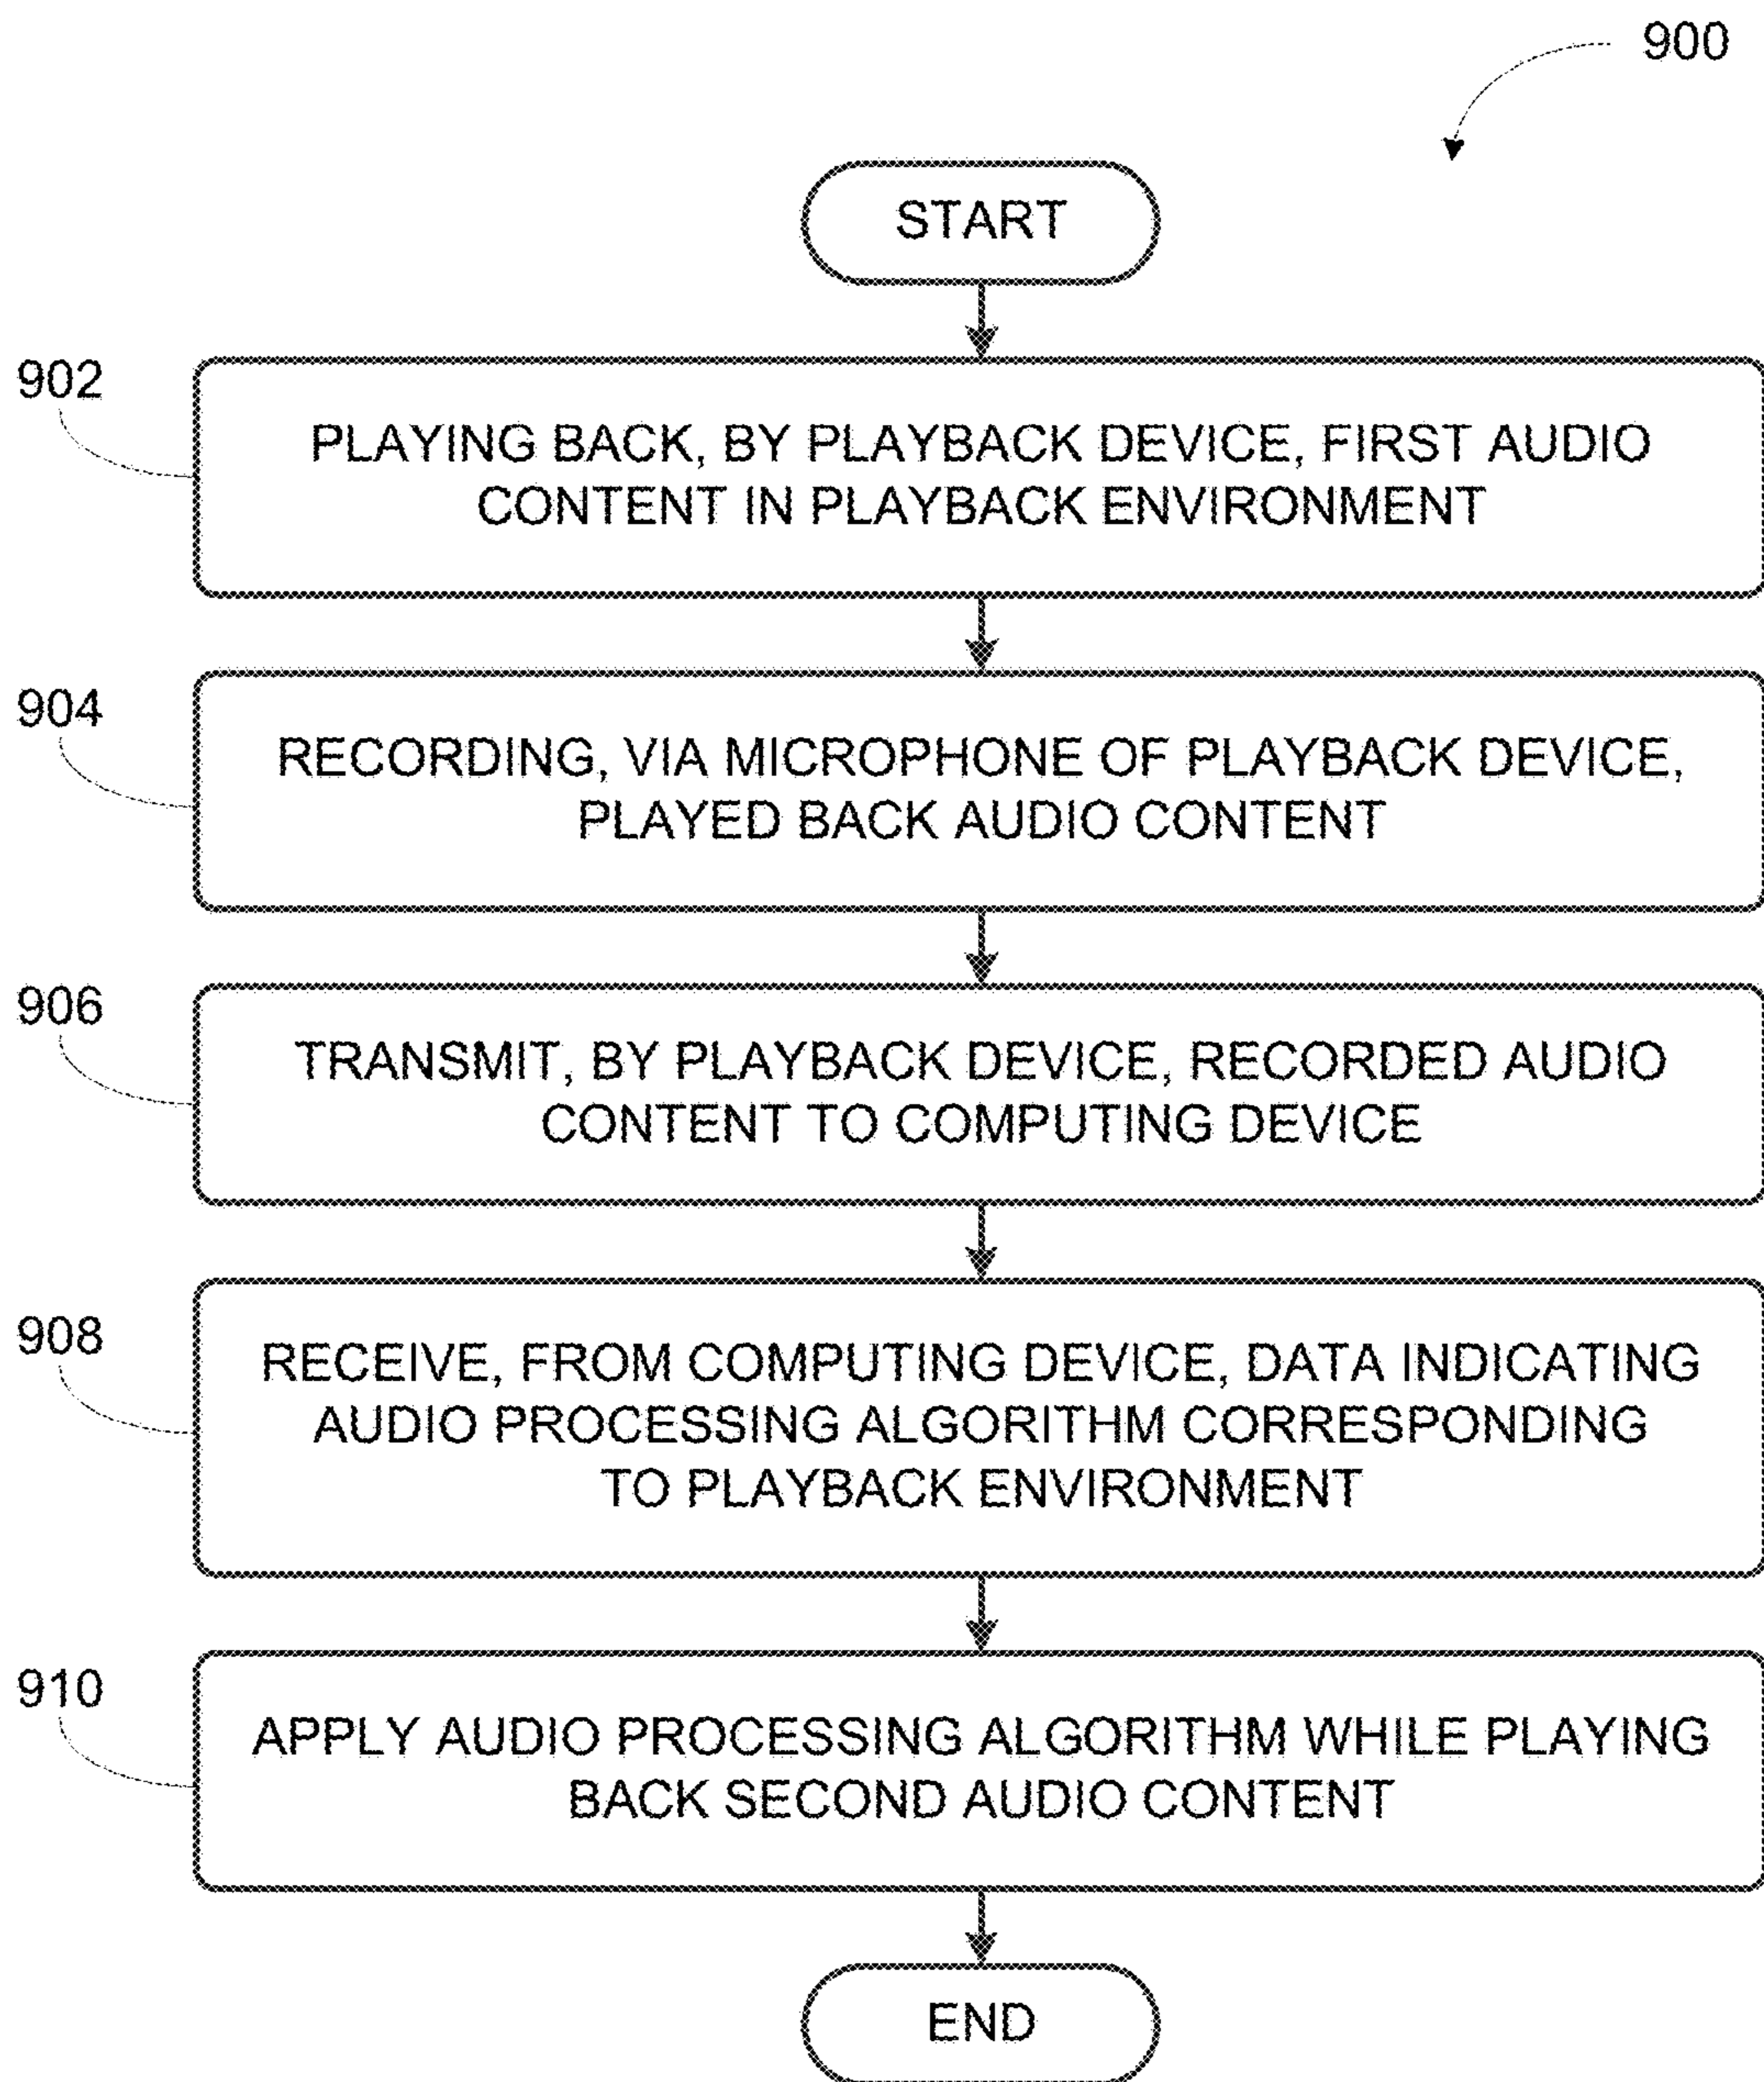 900
START
902
PLAYING BACK, BY PLAYBACK DEVICE, FIRST AUDIO
CONTENT IN PLAYBACK ENVIRONMENT
904
RECORDING, VIA MICROPHONE OF PLAYBACK DEVICE,
PLAYED BACK AUDIO CONTENT
906
TRANSMIT, BY PLAYBACK DEVICE, RECORDED AUDIO
CONTENT TO COMPUTING DEVICE
908
RECEIVE, FROM COMPUTING DEVICE, DATA INDICATING
AUDIO PROCESSING ALGORITHM CORRESPONDING
TO PLAYBACK ENVIRONMENT
910
APPLY AUDIO PROCESSING ALGORITHM WHILE PLAYING
BACK SECOND AUDIO CONTENT
END